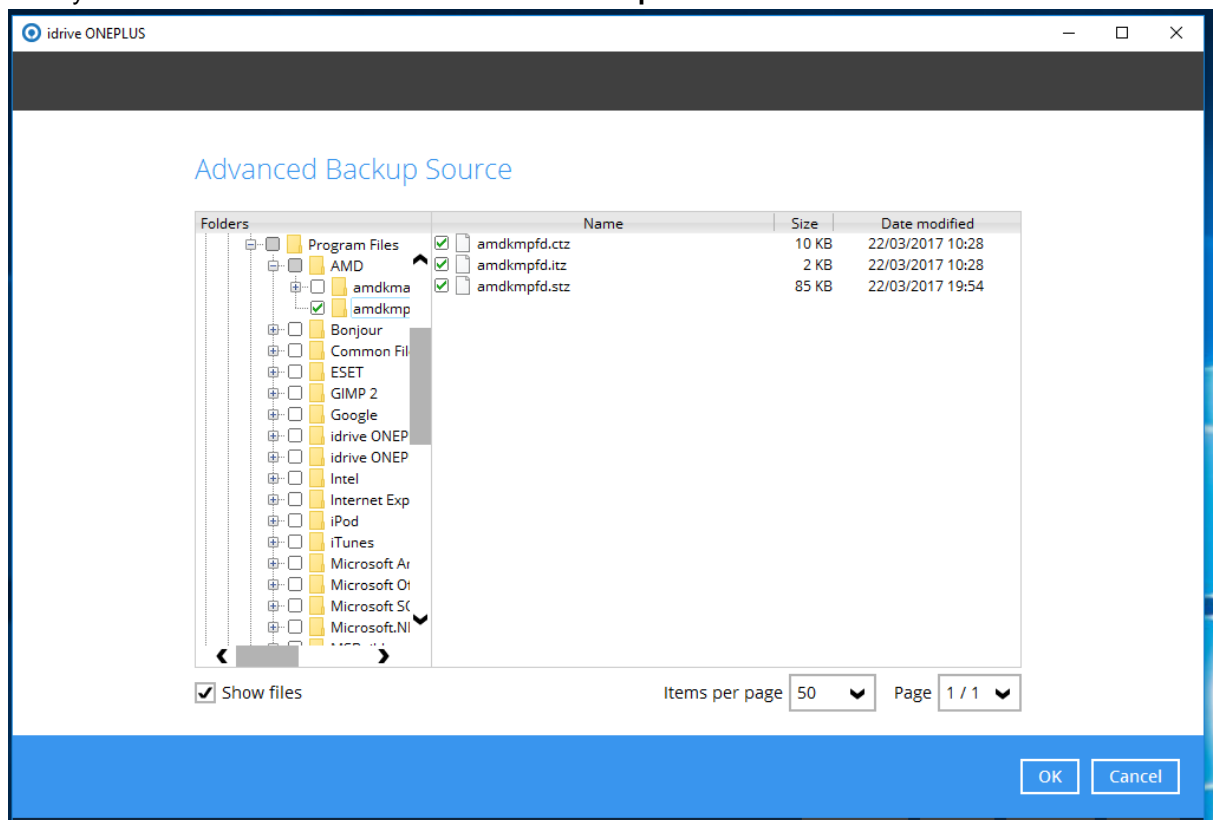 idrive ONEPLUS
Advanced Backup Source
Folders Name Size Date modified
Program Files
AMD
amdkma
amdkmp
Bonjour
Common Fil
ESET
GIMP 2
Google
idrive ONEP
idrive ONEP
Intel
Internet Exp
iPod
iTunes
Microsoft Ar
Microsoft Of
Microsoft SQ
Microsoft.NE
amdkmpfd.ctz 10 KB 22/03/2017 10:28
amdkmpfd.itz 2 KB 22/03/2017 10:28
amdkmpfd.stz 85 KB 22/03/2017 19:54
Show files Items per page 50 Page 1 / 1
OK Cancel